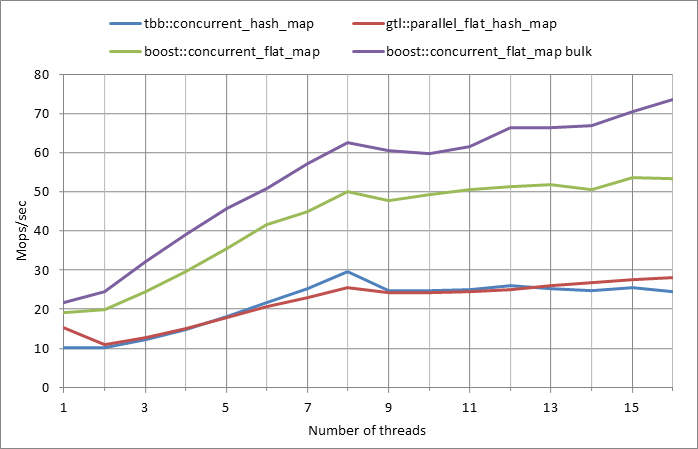 tbb::concurrent_hash_map gtl::parallel_flat_hash_map
boost::concurrent_flat_map boost::concurrent_flat_map bulk
80
70
60
50
40
30
20
10
0
Mops/sec
1 3 5 7 9 11 13 15
Number of threads